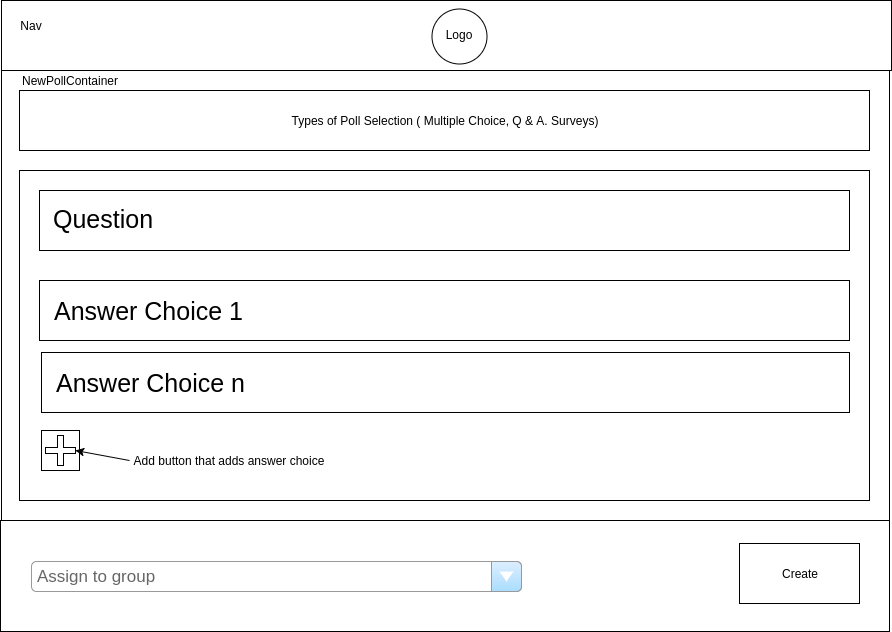 Nav
Logo
NewPollContainer
Types of Poll Selection ( Multiple Choice, Q & A. Surveys)
Question
Answer Choice 1
Answer Choice n
Add button that adds answer choice
Assign to group
Create